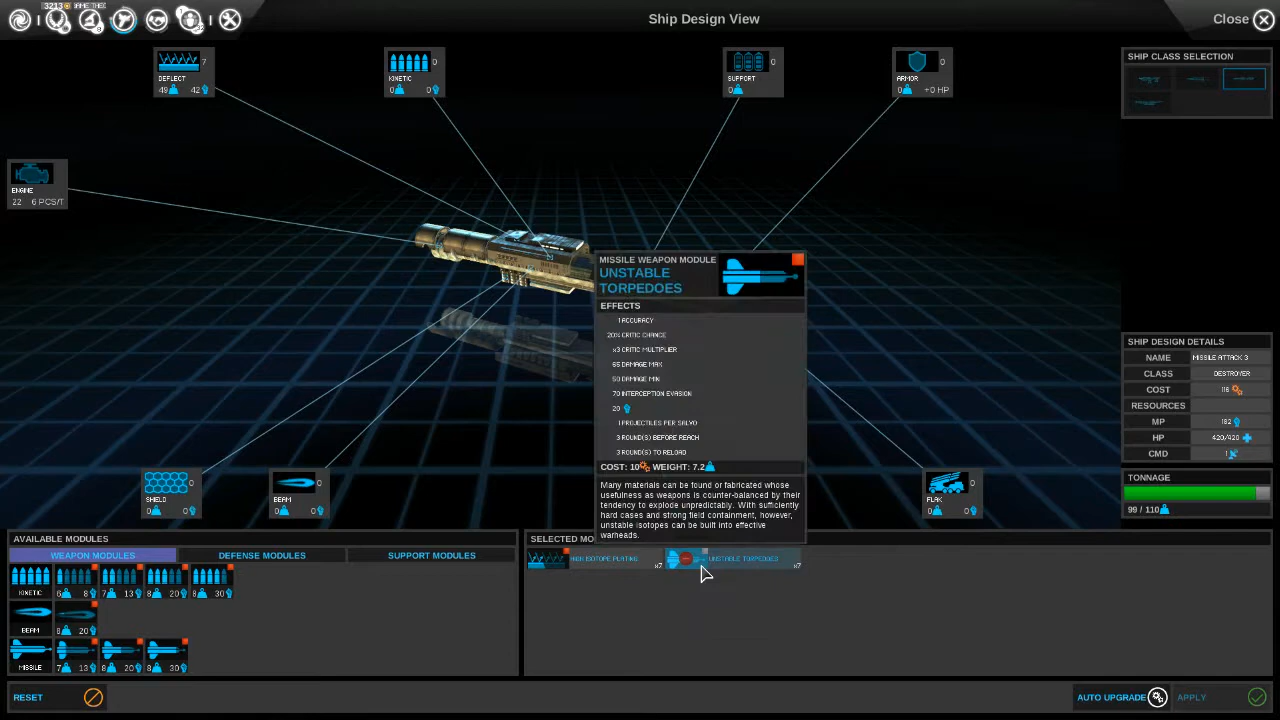 3213 GAME THEO
Ship Design View
Close
7
DEFLECT
49 42
0
KINETIC
0 0
0
SUPPORT
0
0
ARMOR
0 +0 HP
SHIP CLASS SELECTION
ENGINE
22 6 PCS/T
MISSILE WEAPON MODULE
UNSTABLE
TORPEDOES
EFFECTS
1 ACCURACY
20% CRITIC CHANCE
x3 CRITIC MULTIPLIER
65 DAMAGE MAX
50 DAMAGE MIN
70 INTERCEPTION EVASION
20
1 PROJECTILES PER SALVO
3 ROUND(S) BEFORE REACH
3 ROUND(S) TO RELOAD
COST: 10 WEIGHT: 7.2
Many materials can be found or fabricated whose
usefulness as weapons is counter-balanced by their
tendency to explode unpredictably. With sufficiently
hard cases and strong field containment, however,
unstable isotopes can be built into effective
warheads.
SHIP DESIGN DETAILS
NAME MISSILE ATTACK 3
CLASS DESTROYER
COST 116
RESOURCES
MP 182
HP 420/420
CMD 1
TONNAGE
99 / 110
0
SHIELD
0 0
0
BEAM
0 0
0
FLAK
0 0
AVAILABLE MODULES
WEAPON MODULES DEFENSE MODULES SUPPORT MODULES
KINETIC 6 8 7 13 8 20 8 30
BEAM 8 20
MISSILE 7 13 8 20 8 30
SELECTED MO
HIGH ISOTOPE PLATING x7
UNSTABLE TORPEDOES x7
RESET
AUTO UPGRADE
APPLY